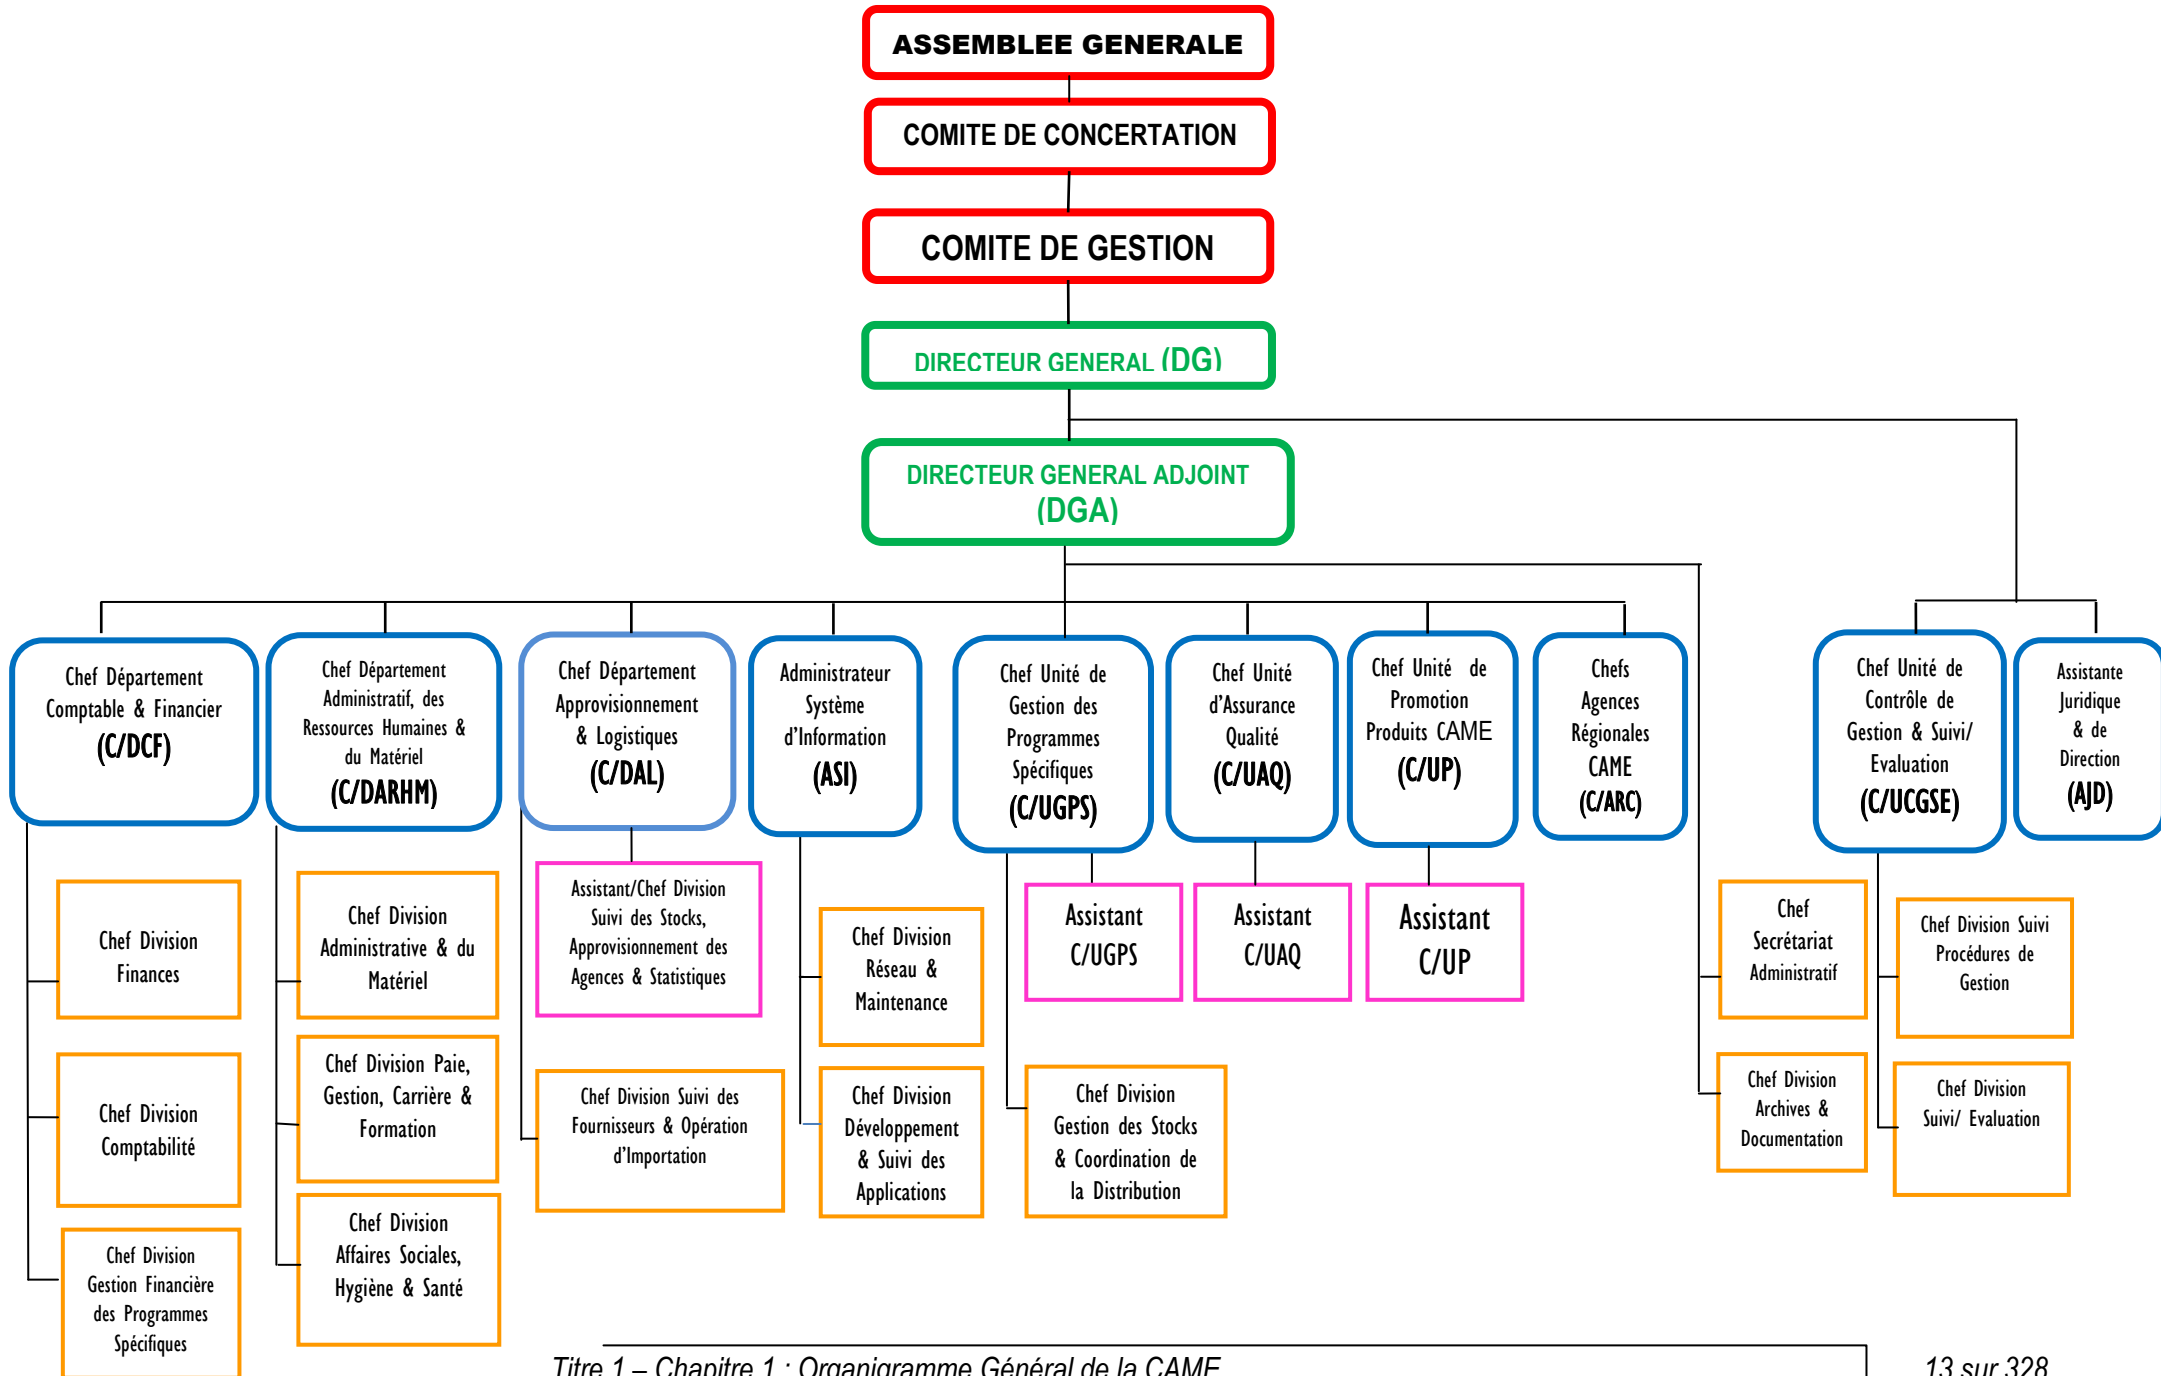 ASSEMBLEE GENERALE
COMITE DE CONCERTATION
COMITE DE GESTION
DIRECTEUR GENERAL (DG)
DIRECTEUR GENERAL ADJOINT
(DGA)
Chef Département
Comptable & Financier
(C/DCF)
Chef Département
Administratif, des
Ressources Humaines &
du Matériel
(C/DARHM)
Chef Département
Approvisionnement
& Logistiques
(C/DAL)
Administrateur
Système
d'Information
(ASI)
Chef Unité de
Gestion des
Programmes
Spécifiques
(C/UGPS)
Chef Unité
d'Assurance
Qualité
(C/UAQ)
Chef Unité de
Promotion
Produits CAME
(C/UP)
Chefs
Agences
Régionales
CAME
(C/ARC)
Chef Unité de
Contrôle de
Gestion & Suivi/
Evaluation
(C/UCGSE)
Assistante
Juridique
& de
Direction
(AJD)
Chef Division
Finances
Chef Division
Comptabilité
Chef Division
Gestion Financière
des Programmes
Spécifiques
Chef Division
Administrative & du
Matériel
Chef Division Paie,
Gestion, Carrière &
Formation
Chef Division
Affaires Sociales,
Hygiène & Santé
Assistant/Chef Division
Suivi des Stocks,
Approvisionnement des
Agences & Statistiques
Chef Division Suivi des
Fournisseurs & Opération
d'Importation
Chef Division
Réseau &
Maintenance
Chef Division
Développement
& Suivi des
Applications
Assistant
C/UGPS
Chef Division
Gestion des Stocks
& Coordination de
la Distribution
Assistant
C/UAQ
Assistant
C/UP
Chef
Secrétariat
Administratif
Chef Division
Archives &
Documentation
Chef Division Suivi
Procédures de
Gestion
Chef Division
Suivi/ Evaluation
Titre 1 – Chapitre 1 : Organigramme Général de la CAME
13 sur 328